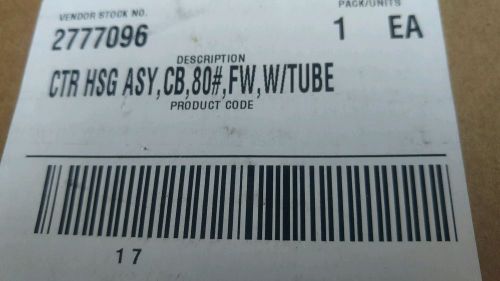 VENDOR STOCK NO.
PACK/UNITS
2777096
1 EA
DESCRIPTION
CTR HSG ASY,CB,80#,FW,W/TUBE
PRODUCT CODE
17